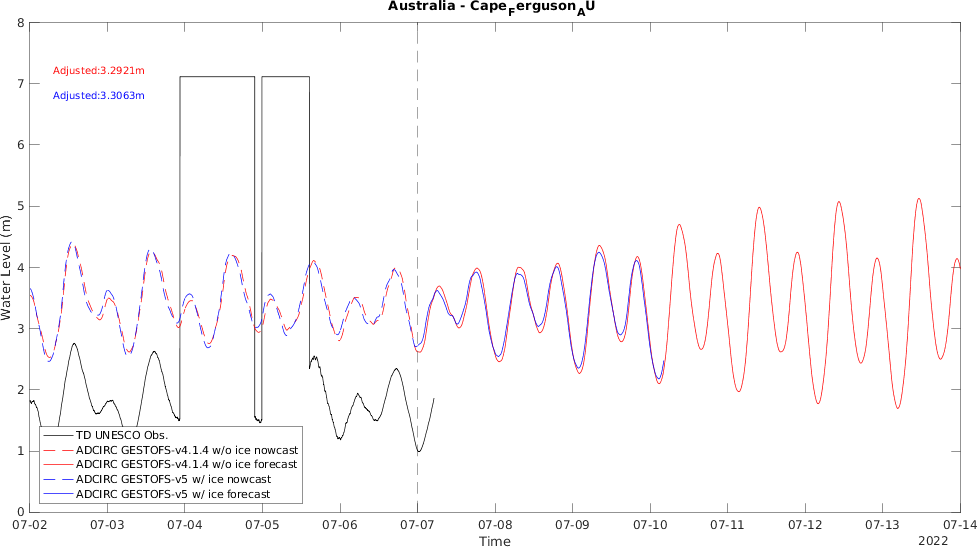 Australia - Cape_Ferguson_AU
8
7
6
5
4
3
2
1
0
Water Level (m)
Adjusted:3.2921m
Adjusted:3.3063m
TD UNESCO Obs.
ADCIRC GESTOFS-v4.1.4 w/o ice nowcast
ADCIRC GESTOFS-v4.1.4 w/o ice forecast
ADCIRC GESTOFS-v5 w/ ice nowcast
ADCIRC GESTOFS-v5 w/ ice forecast
07-02 07-03 07-04 07-05 07-06 07-07 07-08 07-09 07-10 07-11 07-12 07-13 07-14
Time
2022